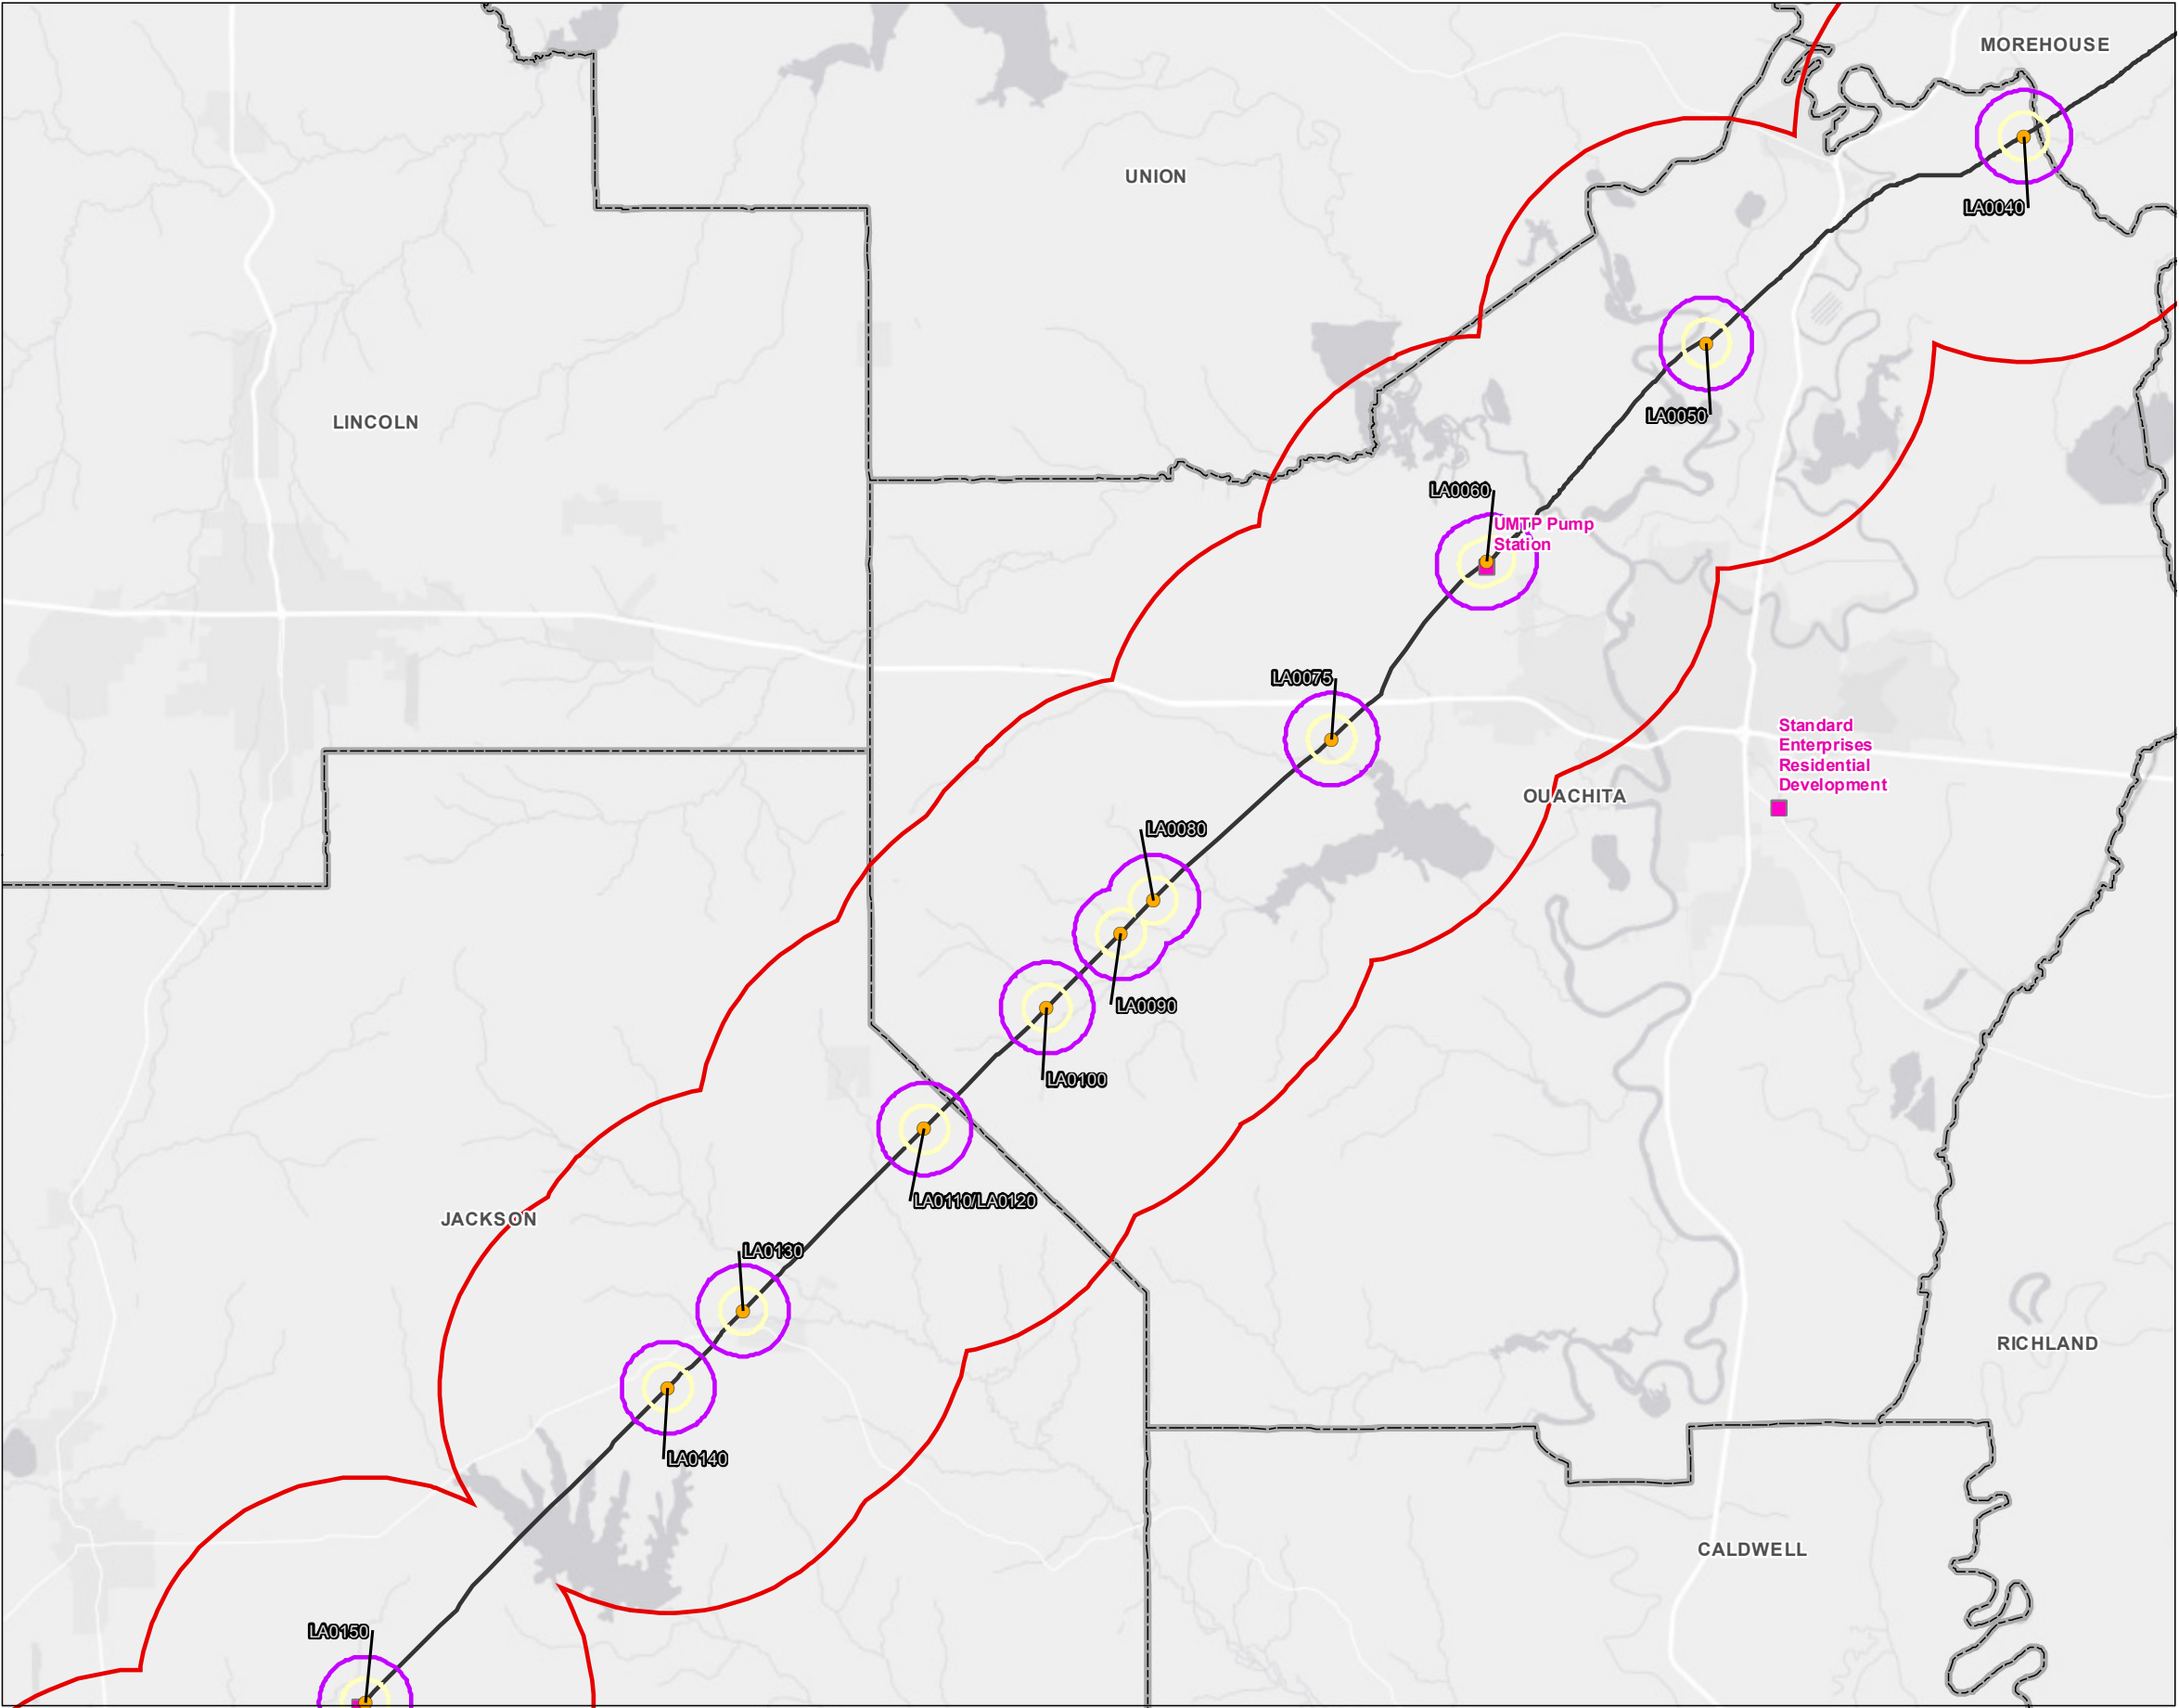 MOREHOUSE
UNION
LA0040
LINCOLN
LA0050
LA0060
UMTP Pump
Station
LA0075
Standard
Enterprises
Residential
Development
OUACHITA
LA0080
LA0090
LA0100
LA0110/LA0120
JACKSON
LA0130
RICHLAND
LA0140
CALDWELL
LA0150